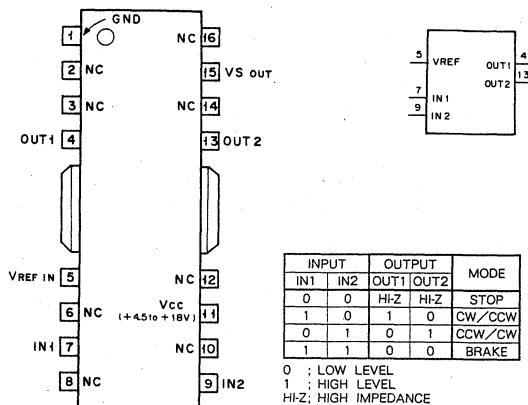 GND
1
NC 16
2 NC
15 VS OUT
3 NC
NC 14
OUT1 4
13 OUT2
VREF IN 5
NC 12
6 NC
VCC
(+4.5 to +18V) 11
IN1 7
NC 10
8 NC
9 IN2
5 VREF OUT1 4
OUT2 13
7 IN1
9 IN2
INPUT OUTPUT MODE
IN1 IN2 OUT1 OUT2
0 0 HI-Z HI-Z STOP
1 0 1 0 CW/CCW
0 1 0 1 CCW/CW
1 1 0 0 BRAKE
0 ; LOW LEVEL
1 ; HIGH LEVEL
HI-Z; HIGH IMPEDANCE